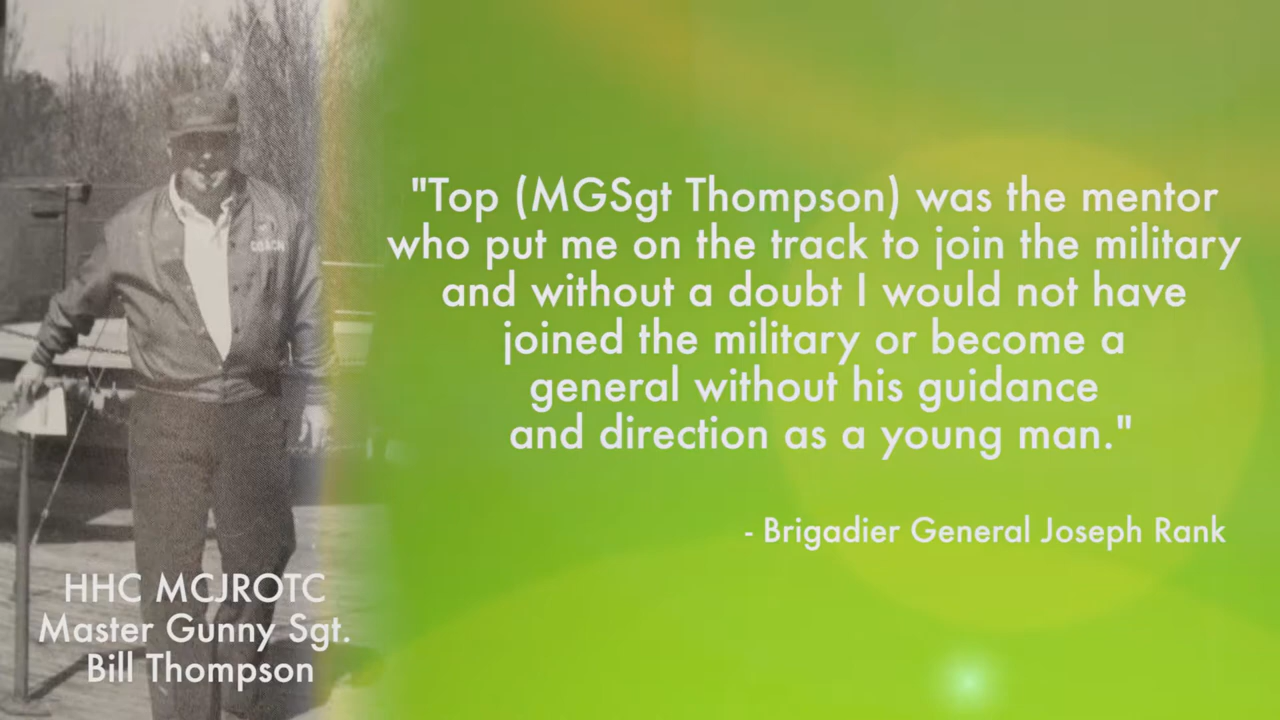 COACH
"Top (MGSgt Thompson) was the mentor
who put me on the track to join the military
and without a doubt I would not have
joined the military or become a
general without his guidance
and direction as a young man."
- Brigadier General Joseph Rank
HHC MCJROTC
Master Gunny Sgt.
Bill Thompson